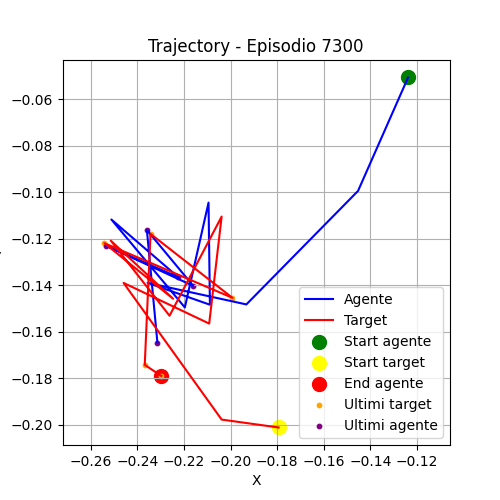 Trajectory - Episodio 7300
−0.06
−0.08
−0.10
−0.12
−0.14
−0.16
−0.18
−0.20
Agente
Target
Start agente
Start target
End agente
Ultimi target
Ultimi agente
−0.26 −0.24 −0.22 −0.20 −0.18 −0.16 −0.14 −0.12
X